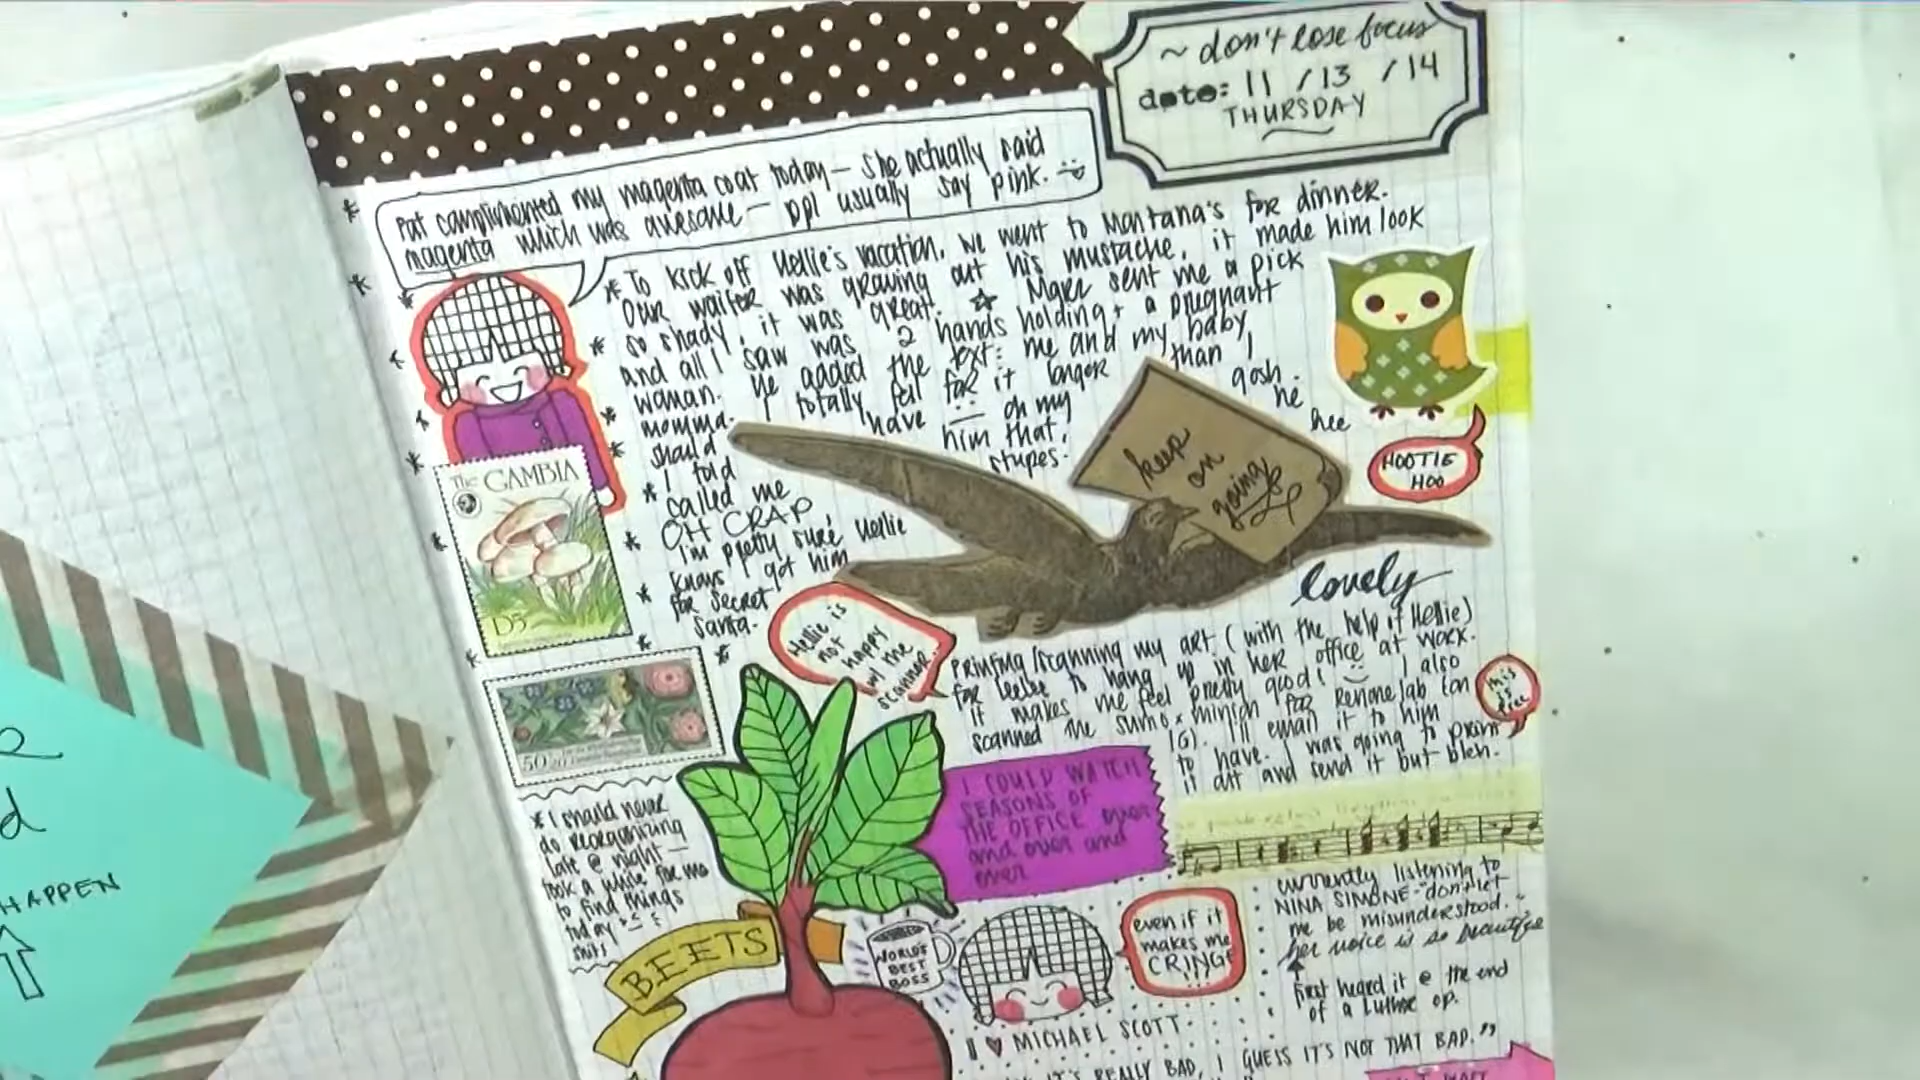 ~ don't lose focus
date: 11 / 13 / 14
THURSDAY
Pat complimented my magenta coat today — she actually said
magenta which was awesome — ppl usually say pink.
* To kick off Hellie's vacation, we went to Montana's for dinner.
Our waiter was growing out his mustache, it made him look
so shady, it was great. ☆ Marr sent me a pick
and all I saw was 2 hands holding + a pregnant
woman. He added the text: me and my baby
momma. I totally fell for it longer than I
should have oh my gosh.
I told him that, he hee
called me stupes.
OH CRAP,
I'm pretty sure Hellie
knows I got him
for secret
santa.
keep
on
going
HOOTIE
HOO
The GAMBIA
D5
lovely
Hellie is
not
happy
w/ the
scanner..
Printing/scanning my art (with the help of Hellie)
for to hang up in her office at work.
it makes me feel pretty good! I also
scanned the sumo x minion for (on
IG). I'll email it to him
to have. I was going to print
it out and send it but bleh.
this
is
50
* I should never
do reorganizing
late @ night —
took a while for me
to find things
today
I COULD WATCH
SEASONS OF
THE OFFICE over
and over and
over
currently listening to
NINA SIMONE - "don't let
me be misunderstood."
her voice is so beautiful
first heard it @ the end
of a Luther ep.
BEETS
WORLD'S
BEST
BOSS
even if it
makes me
CRINGE
I ♥ MICHAEL SCOTT
IT'S REALLY BAD, I GUESS IT'S NOT THAT BAD."
HAPPEN